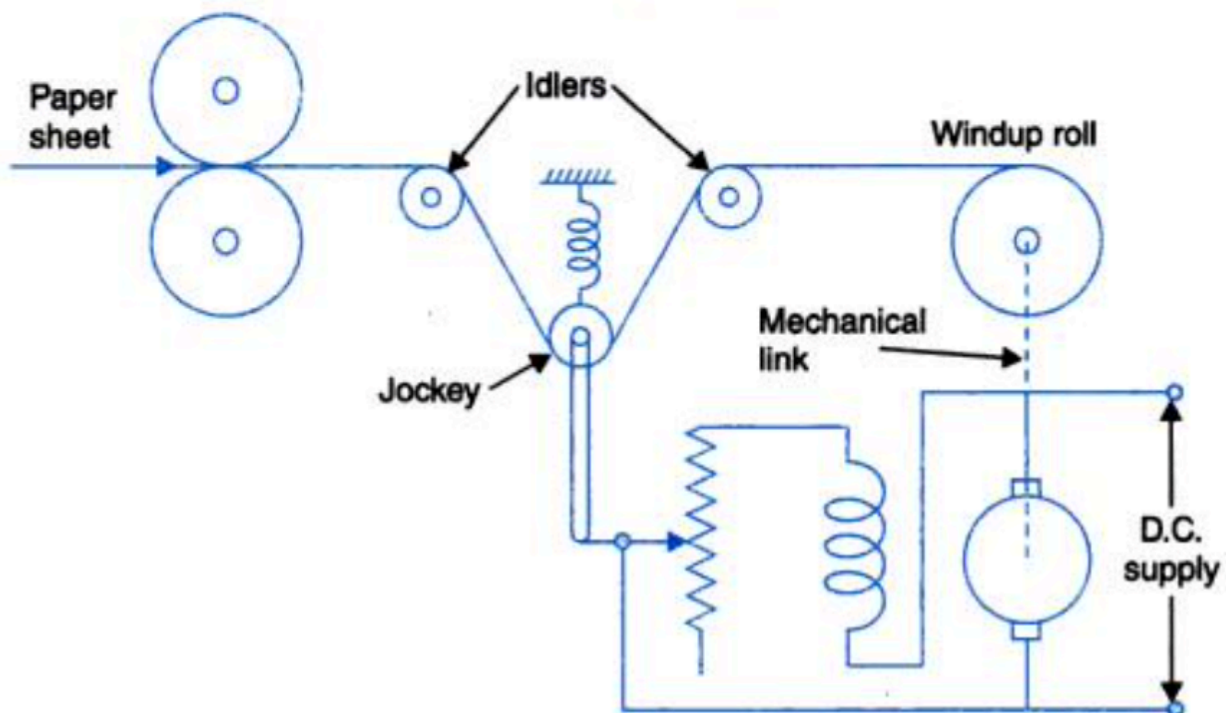 Paper
sheet
Idlers
Windup roll
Jockey
Mechanical
link
D.C.
supply